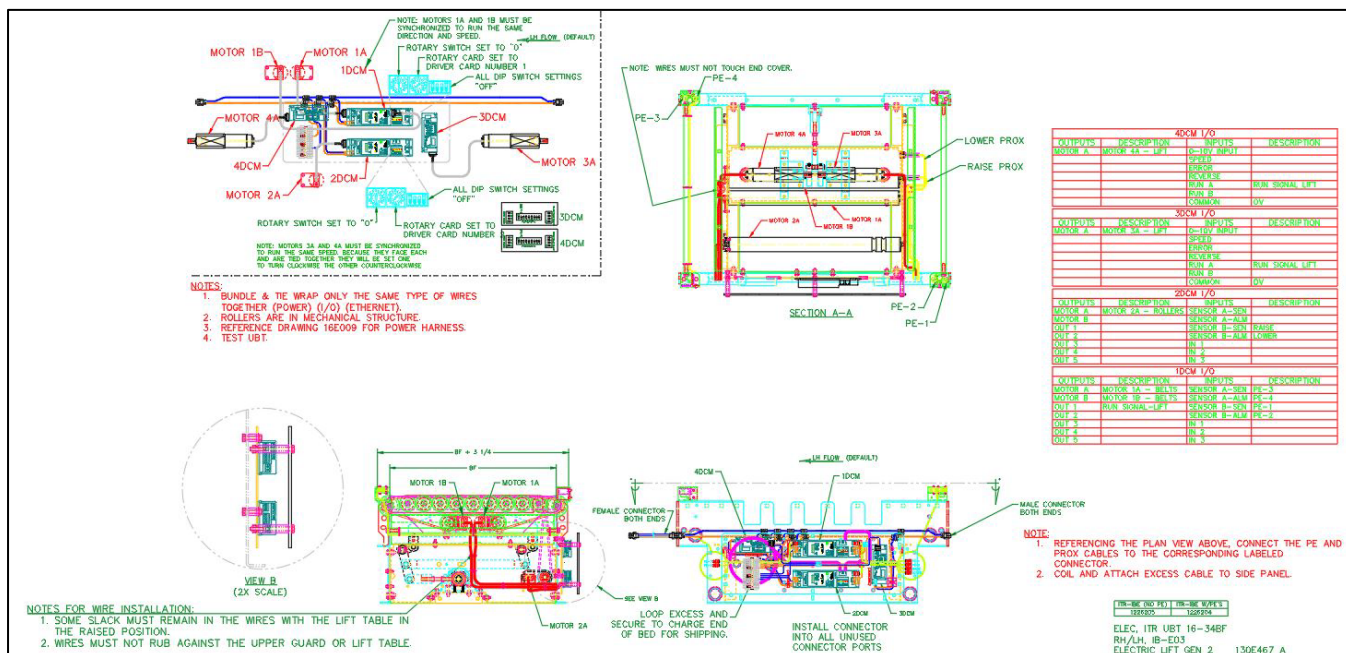 NOTE: MOTORS 1A AND 1B MUST BE
SYNCHRONIZED TO RUN THE SAME
DIRECTION AND SPEED.
LH FLOW (DEFAULT)
MOTOR 1B
MOTOR 1A
1DCM
ROTARY SWITCH SET TO "0"
ROTARY CARD SET TO
DRIVER CARD NUMBER 1
ALL DIP SWITCH SETTINGS
"OFF"
3DCM
MOTOR 4A
4DCM
MOTOR 3A
MOTOR 2A
2DCM
ALL DIP SWITCH SETTINGS
"OFF"
ROTARY SWITCH SET TO "0"
ROTARY CARD SET TO
DRIVER CARD NUMBER
3DCM
4DCM
NOTE: MOTORS 3A AND 4A MUST BE SYNCHRONIZED
TO RUN THE SAME SPEED. BECAUSE THEY FACE EACH
AND ARE TIED TOGETHER THEY WILL BE SET ONE
TO TURN CLOCKWISE THE OTHER COUNTERCLOCKWISE
NOTES:
1. BUNDLE & TIE WRAP ONLY THE SAME TYPE OF WIRES
TOGETHER (POWER) (I/O) (ETHERNET).
2. ROLLERS ARE IN MECHANICAL STRUCTURE.
3. REFERENCE DRAWING 16E009 FOR POWER HARNESS.
4. TEST UBT.
NOTE: WIRES MUST NOT TOUCH END COVER.
PE-4
PE-3
LOWER PROX
RAISE PROX
MOTOR 4A
MOTOR 3A
MOTOR 2A
MOTOR 1A
MOTOR 1B
PE-2
PE-1
SECTION A-A
4DCM I/O
OUTPUTS DESCRIPTION INPUTS DESCRIPTION
MOTOR A MOTOR 4A - LIFT 0-10V INPUT
SPEED
ERROR
REVERSE
RUN A RUN SIGNAL LIFT
RUN B
COMMON 0V
3DCM I/O
OUTPUTS DESCRIPTION INPUTS DESCRIPTION
MOTOR A MOTOR 3A - LIFT 0-10V INPUT
SPEED
ERROR
REVERSE
RUN A RUN SIGNAL LIFT
RUN B
COMMON 0V
2DCM I/O
OUTPUTS DESCRIPTION INPUTS DESCRIPTION
MOTOR A MOTOR 2A - ROLLERS SENSOR A-SEN
MOTOR B SENSOR A-ALM
OUT 1 SENSOR B-SEN RAISE
OUT 2 SENSOR B-ALM LOWER
OUT 3 IN 1
OUT 4 IN 2
OUT 5 IN 3
1DCM I/O
OUTPUTS DESCRIPTION INPUTS DESCRIPTION
MOTOR A MOTOR 1A - BELTS SENSOR A-SEN PE-3
MOTOR B MOTOR 1B - BELTS SENSOR A-ALM PE-4
OUT 1 RUN SIGNAL-LIFT SENSOR B-SEN PE-1
OUT 2 SENSOR B-ALM PE-2
OUT 3 IN 1
OUT 4 IN 2
OUT 5 IN 3
VIEW B
(2X SCALE)
BF + 3 1/4
BF
MOTOR 1B
MOTOR 1A
SEE VIEW B
MOTOR 2A
NOTES FOR WIRE INSTALLATION:
1. SOME SLACK MUST REMAIN IN THE WIRES WITH THE LIFT TABLE IN
THE RAISED POSITION.
2. WIRES MUST NOT RUB AGAINST THE UPPER GUARD OR LIFT TABLE.
LH FLOW (DEFAULT)
4DCM
1DCM
FEMALE CONNECTOR
BOTH ENDS
MALE CONNECTOR
BOTH ENDS
2DCM
3DCM
LOOP EXCESS AND
SECURE TO CHARGE END
OF BED FOR SHIPPING.
INSTALL CONNECTOR
INTO ALL UNUSED
CONNECTOR PORTS
NOTE:
1. REFERENCING THE PLAN VIEW ABOVE, CONNECT THE PE AND
PROX CABLES TO THE CORRESPONDING LABELED
CONNECTOR.
2. COIL AND ATTACH EXCESS CABLE TO SIDE PANEL.
ELEC, ITR UBT 16-34BF
RH/LH, IB-E03
ELECTRIC LIFT GEN 2 130E467 A